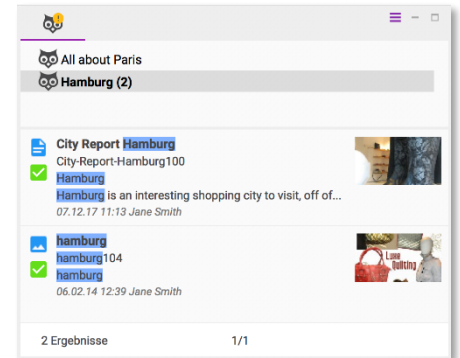 All about Paris
Hamburg (2)
City Report Hamburg
City-Report-Hamburg100
Hamburg
Hamburg is an interesting shopping city to visit, off of...
07.12.17 11:13 Jane Smith
hamburg
hamburg104
hamburg
06.02.14 12:39 Jane Smith
Luxe
Quilting
2 Ergebnisse 1/1